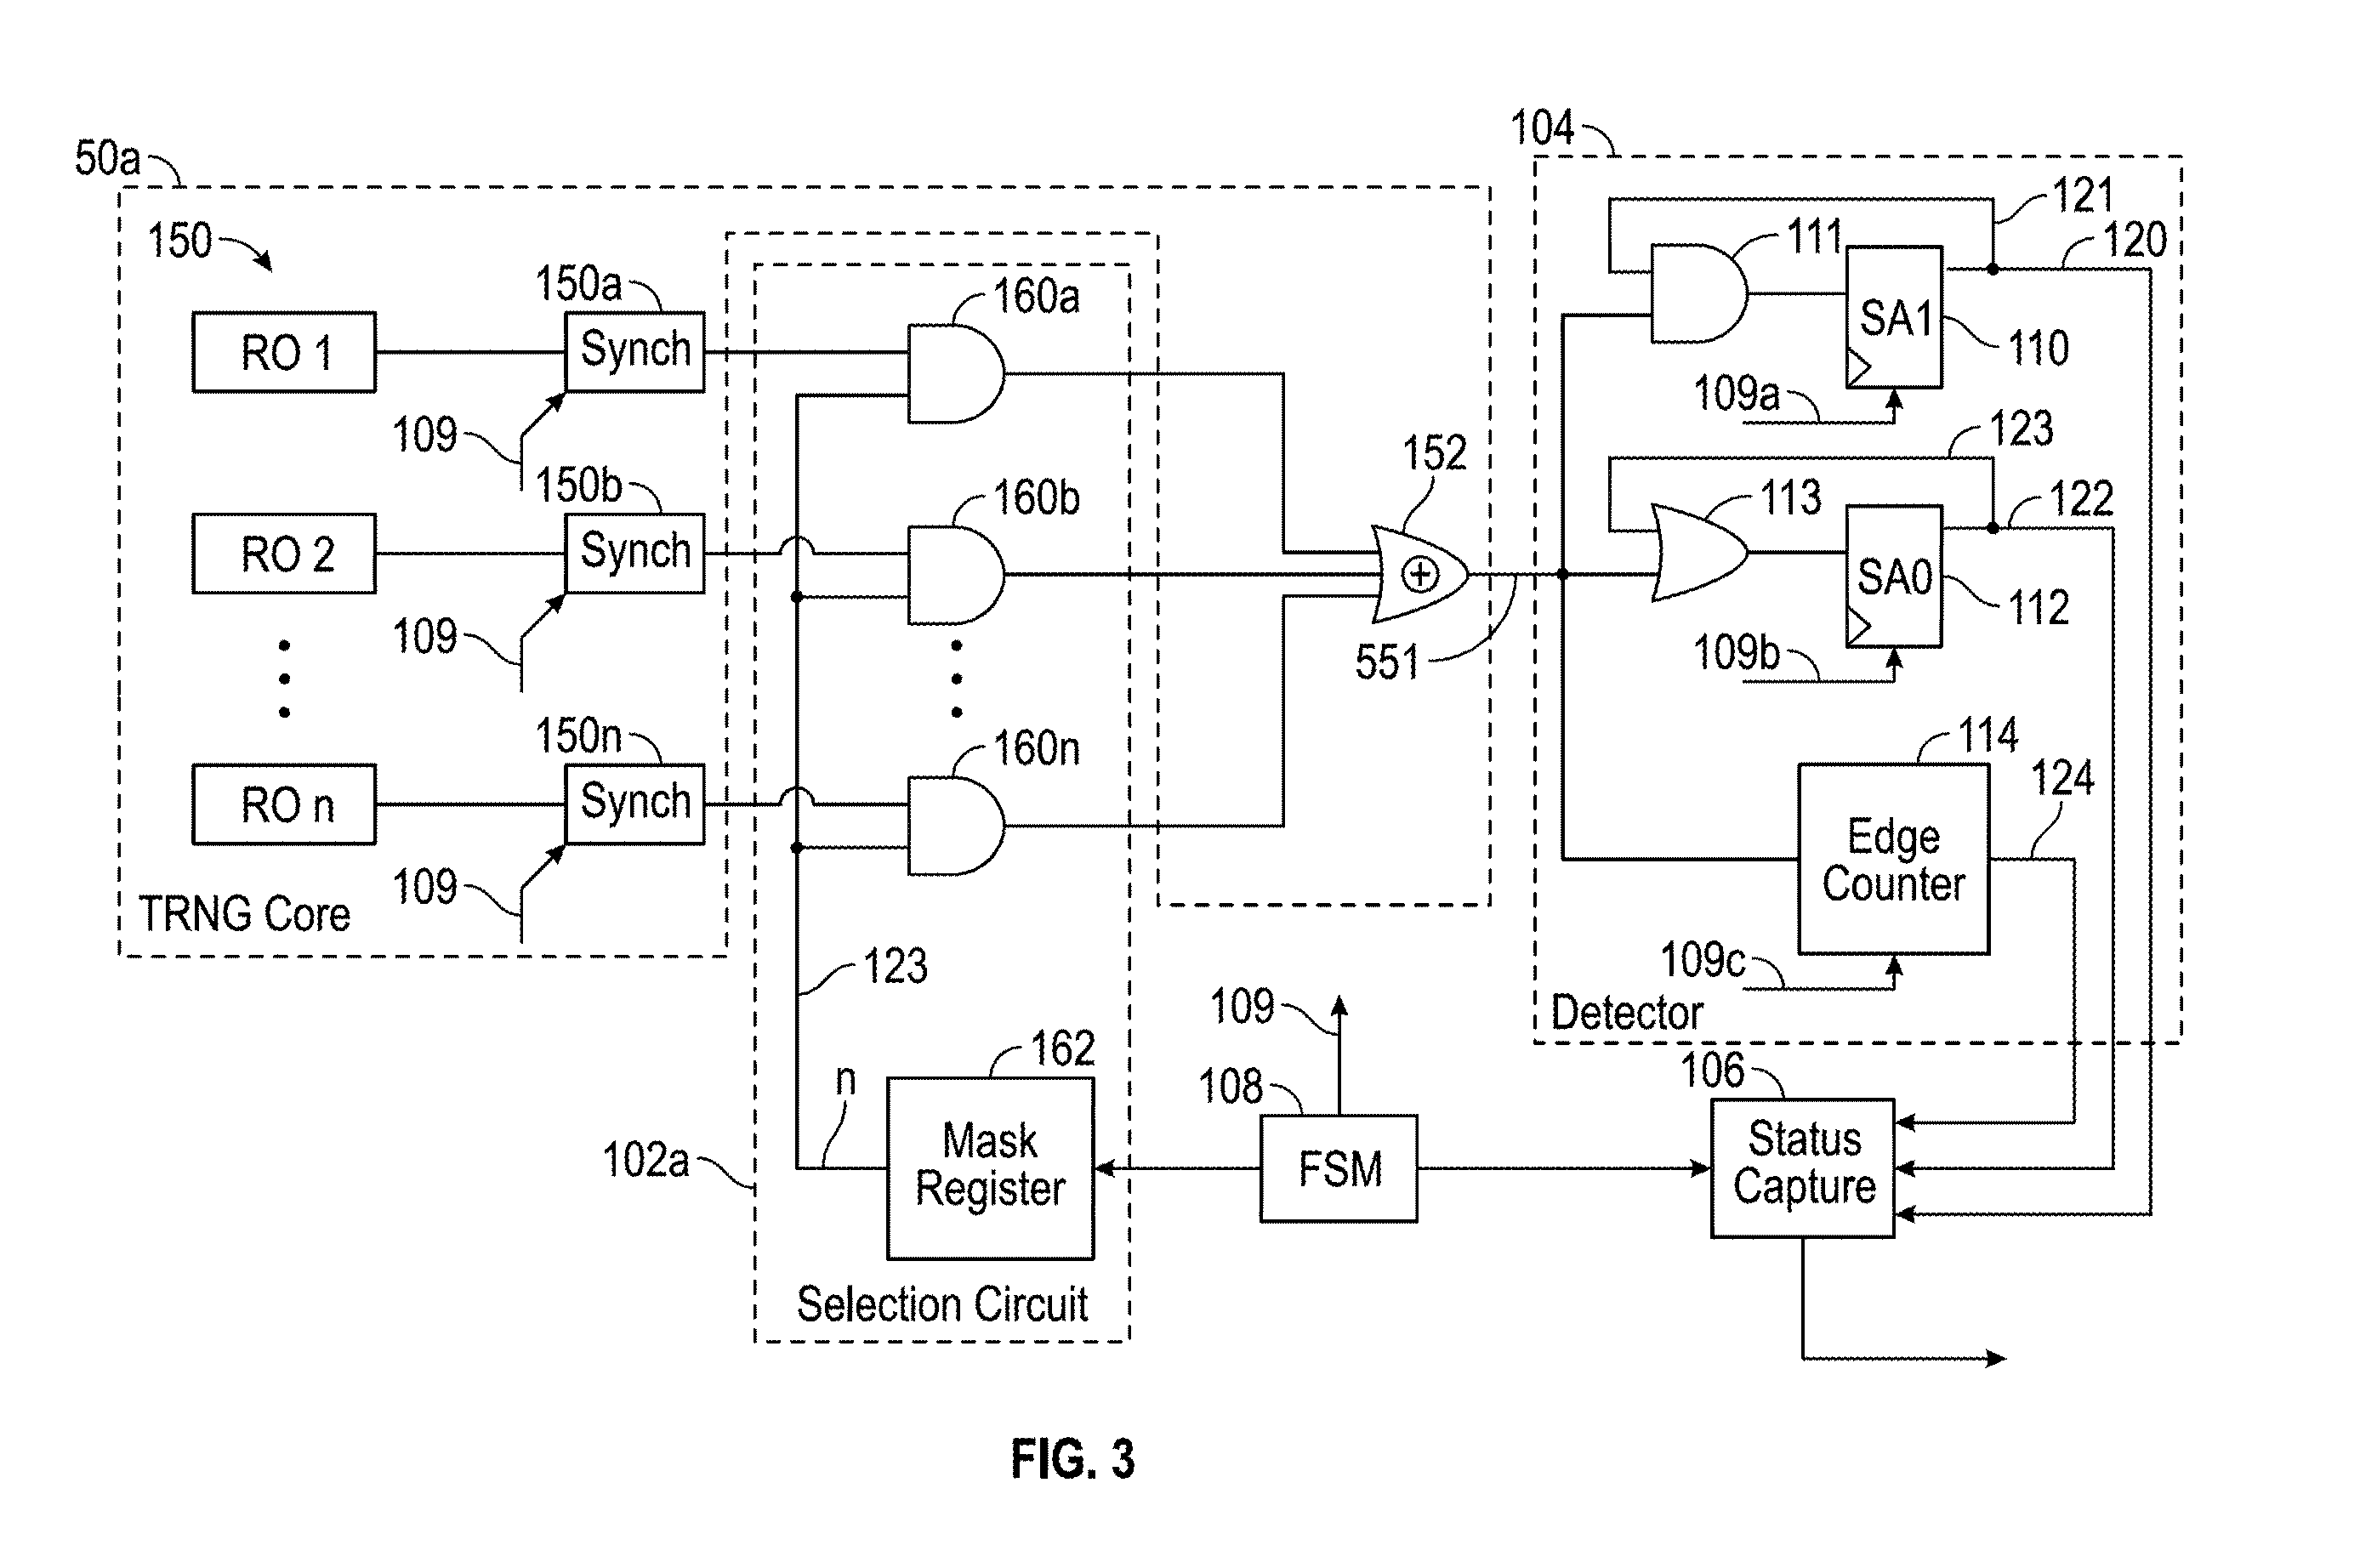 50a
150
RO 1
150a
Synch
109
RO 2
150b
Synch
109
RO n
150n
Synch
109
TRNG Core
160a
160b
160n
123
n
162
Mask
Register
102a
Selection Circuit
152
551
109
108
FSM
104
111
121
120
SA1
110
109a
123
113
122
SA0
112
109b
114
124
Edge
Counter
109c
Detector
106
Status
Capture
FIG. 3